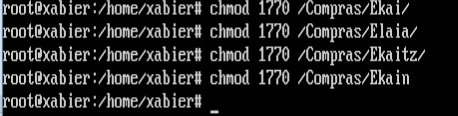 root@xabier:/home/xabier# chmod 1770 /Compras/Ekai/
root@xabier:/home/xabier# chmod 1770 /Compras/Elaia/
root@xabier:/home/xabier# chmod 1770 /Compras/Ekaitz/
root@xabier:/home/xabier# chmod 1770 /Compras/Ekain
root@xabier:/home/xabier# _